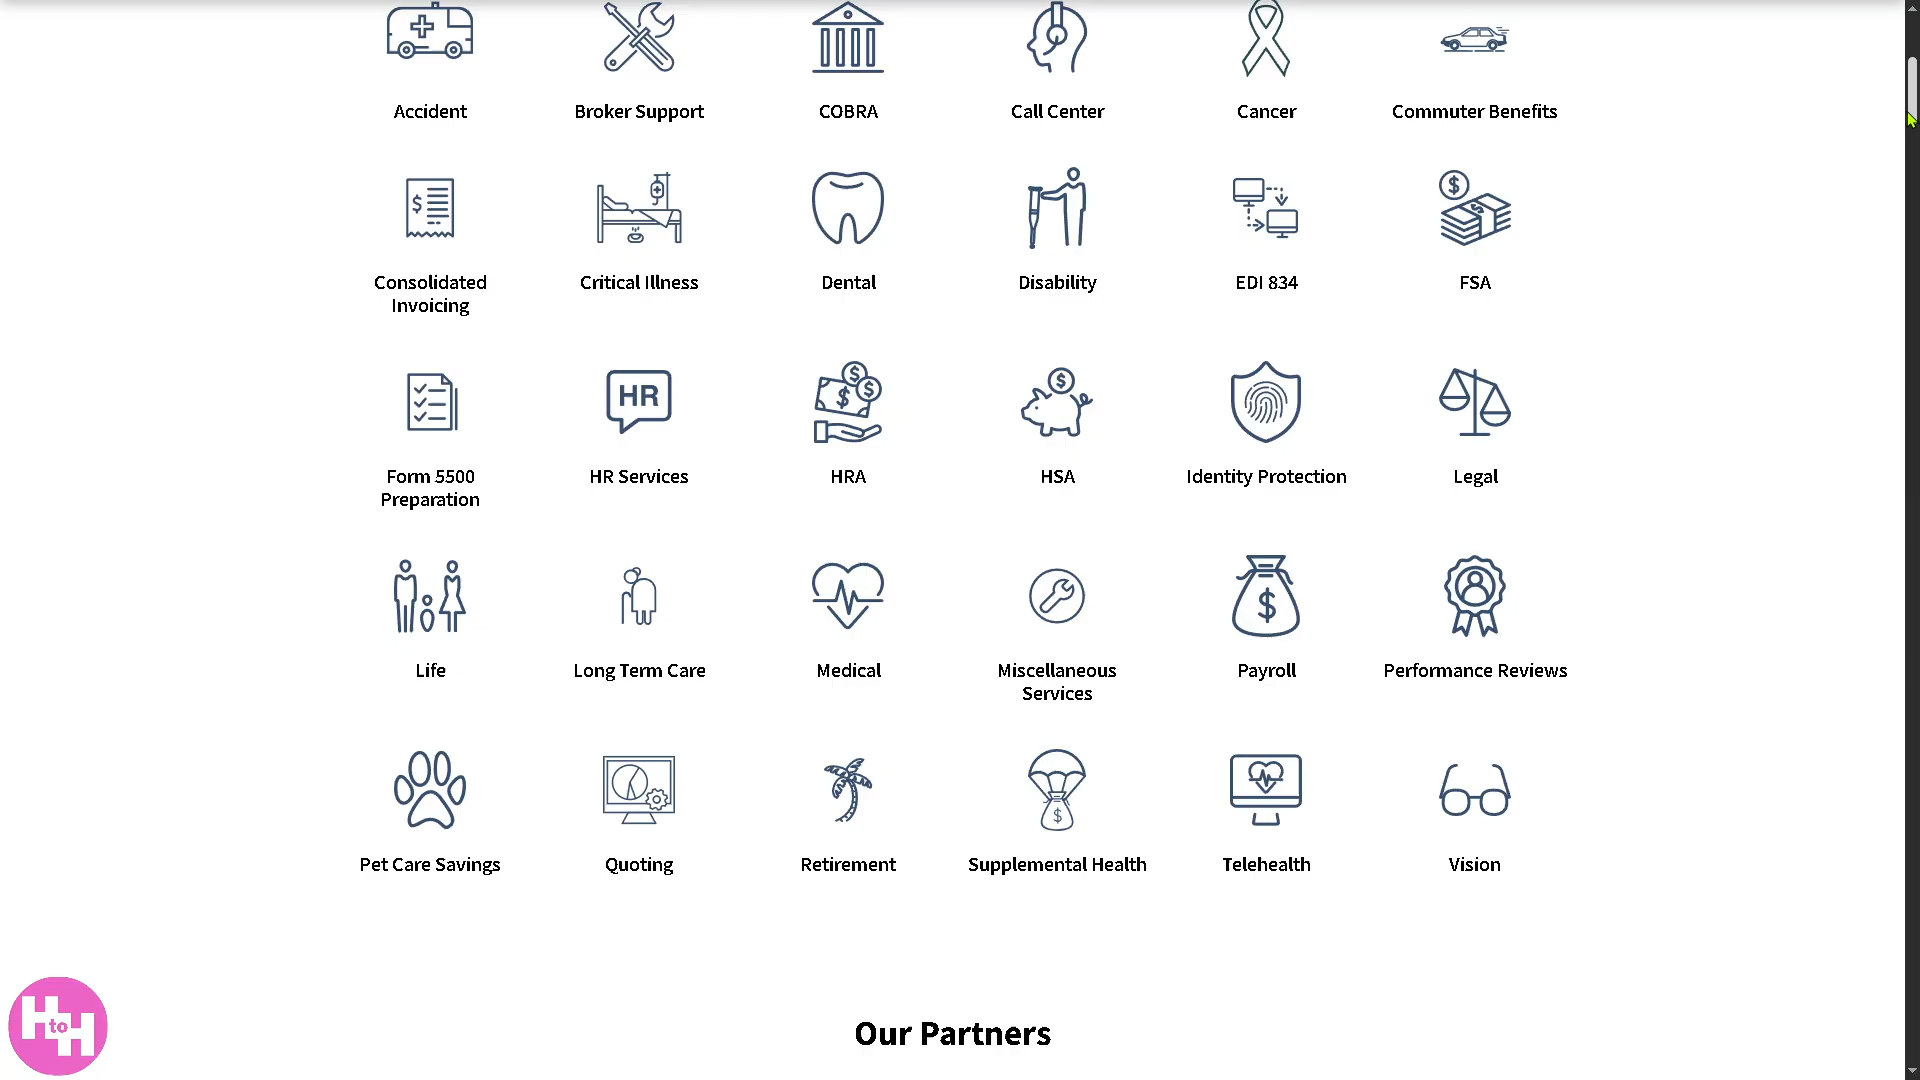 Accident
Broker Support
COBRA
Call Center
Cancer
Commuter Benefits
$
$
$
Consolidated
Invoicing
Critical Illness
Dental
Disability
EDI 834
FSA
HR
$
$
$
$
Form 5500
Preparation
HR Services
HRA
HSA
Identity Protection
Legal
$
Life
Long Term Care
Medical
Miscellaneous
Services
Payroll
Performance Reviews
$
Pet Care Savings
Quoting
Retirement
Supplemental Health
Telehealth
Vision
H to H
Our Partners